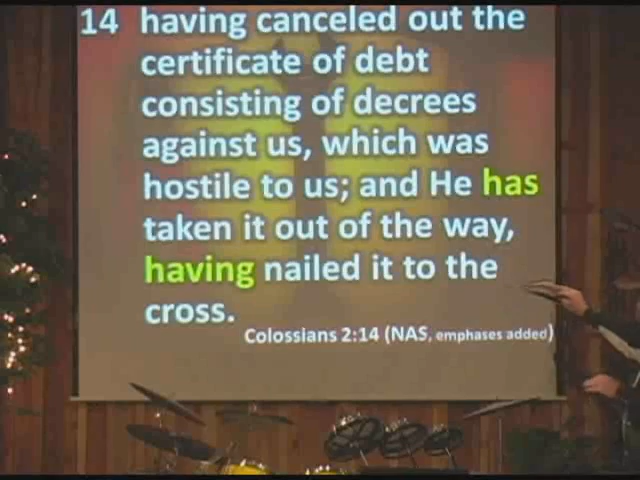 14 having canceled out the
certificate of debt
consisting of decrees
against us, which was
hostile to us; and He has
taken it out of the way,
having nailed it to the
cross.
Colossians 2:14 (NAS, emphases added)